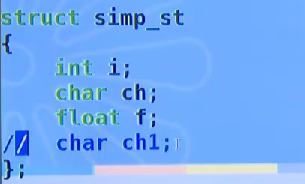 struct simp_st
{
    int i;
    char ch;
    float f;
//  char ch1;
};